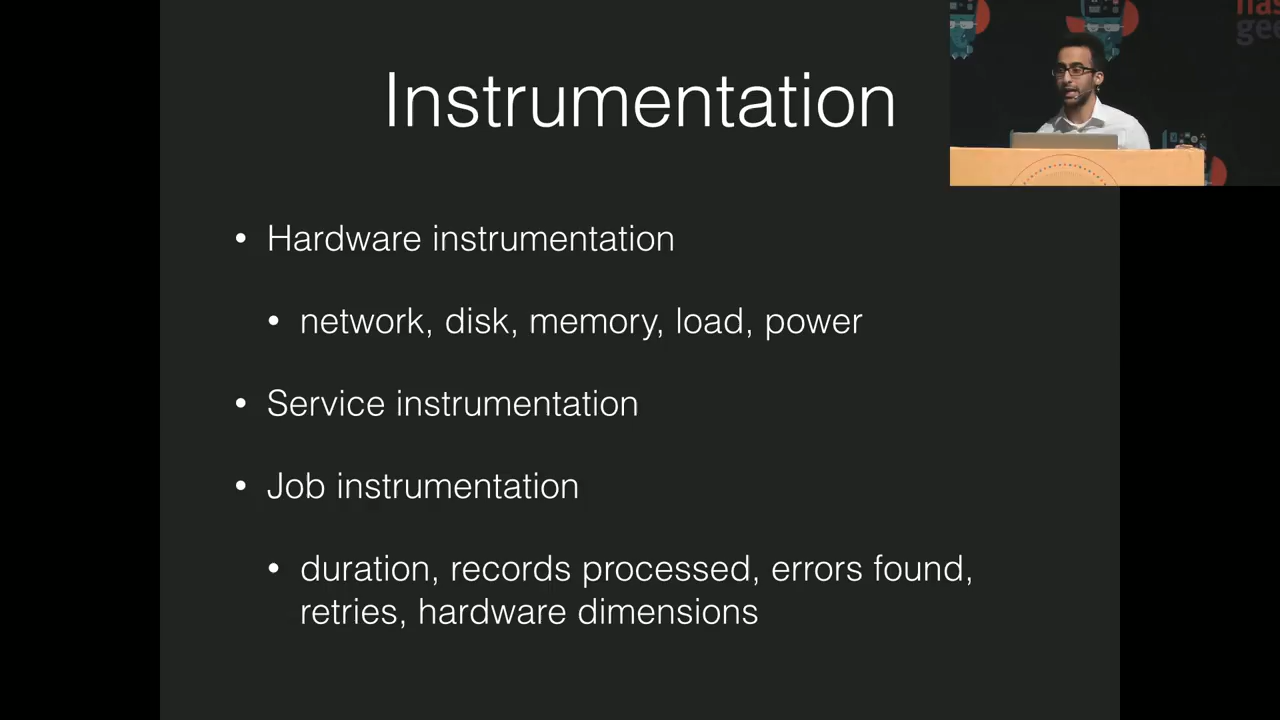 Instrumentation
• Hardware instrumentation
• network, disk, memory, load, power
• Service instrumentation
• Job instrumentation
• duration, records processed, errors found,
retries, hardware dimensions